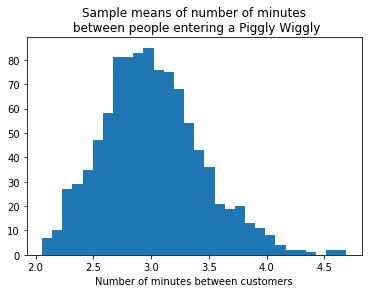 Sample means of number of minutes
between people entering a Piggly Wiggly
80
70
60
50
40
30
20
10
0
2.0 2.5 3.0 3.5 4.0 4.5
Number of minutes between customers